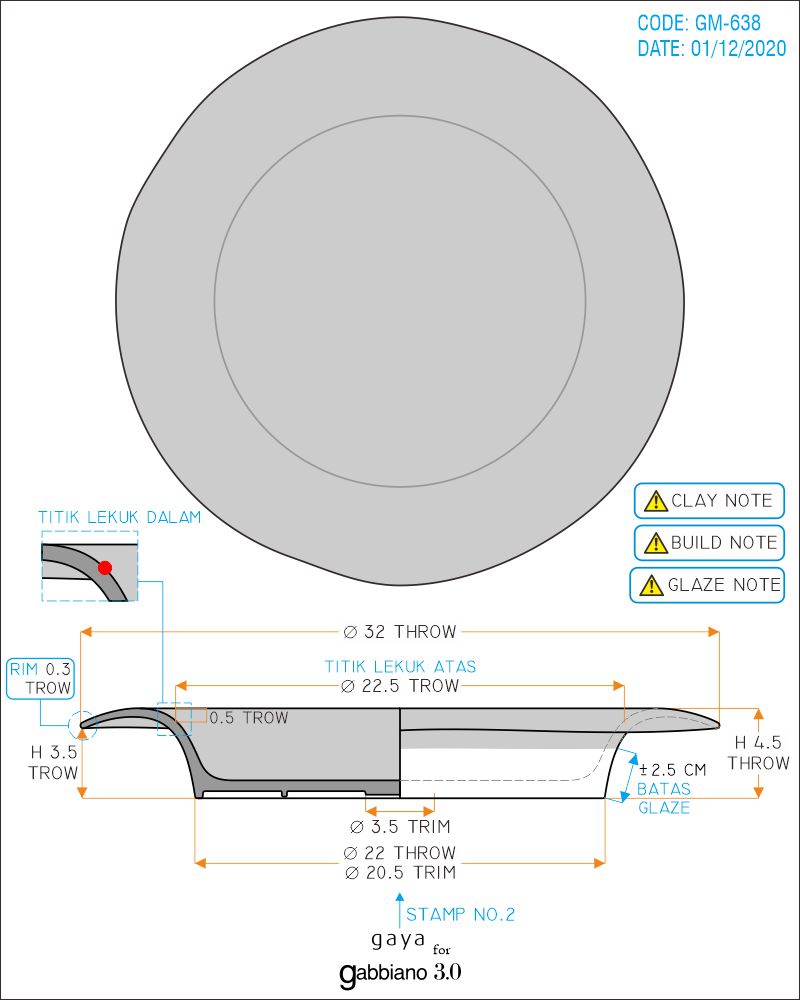 CODE: GM-638
DATE: 01/12/2020
CLAY NOTE
BUILD NOTE
GLAZE NOTE
TITIK LEKUK DALAM
Ø 32 THROW
RIM 0.3
TROW
TITIK LEKUK ATAS
Ø 22.5 TROW
0.5 TROW
H 3.5
TROW
H 4.5
THROW
±2.5 CM
BATAS
GLAZE
Ø 3.5 TRIM
Ø 22 THROW
Ø 20.5 TRIM
STAMP NO.2
gaya for
gabbiano 3.0